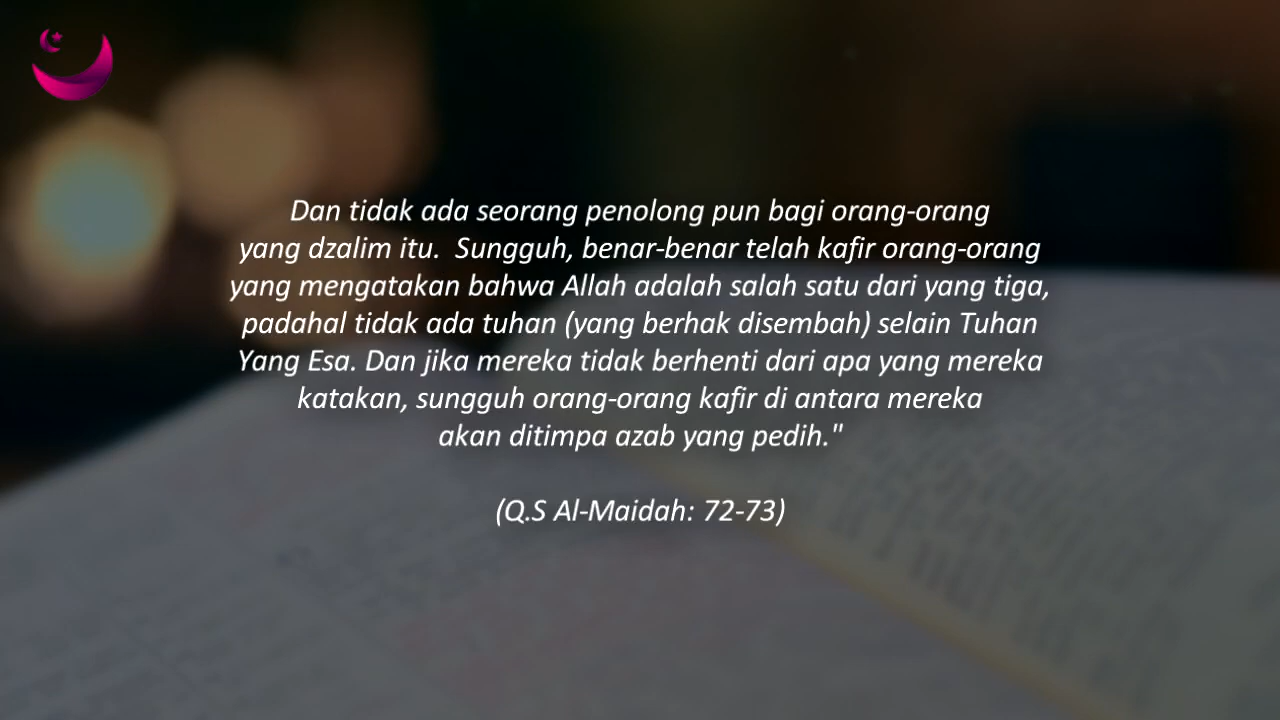 Dan tidak ada seorang penolong pun bagi orang-orang
yang dzalim itu.  Sungguh, benar-benar telah kafir orang-orang
yang mengatakan bahwa Allah adalah salah satu dari yang tiga,
padahal tidak ada tuhan (yang berhak disembah) selain Tuhan
Yang Esa. Dan jika mereka tidak berhenti dari apa yang mereka
katakan, sungguh orang-orang kafir di antara mereka
akan ditimpa azab yang pedih."
(Q.S Al-Maidah: 72-73)